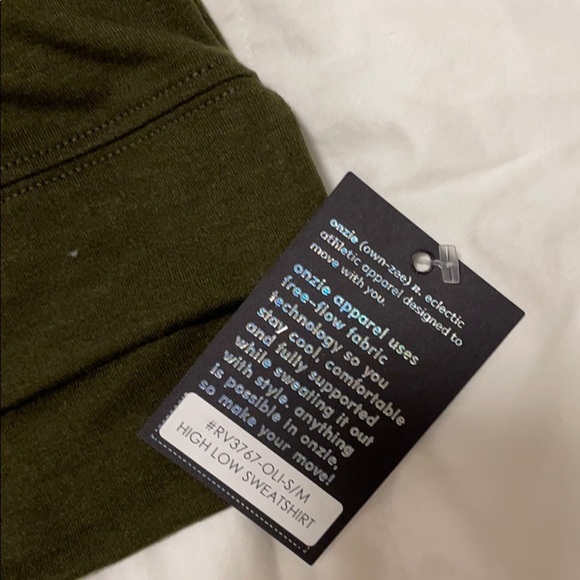 onzie (own-zee) n. eclectic
athletic apparel designed to
move with you.
onzie apparel uses
free-flow fabric
technology so you
stay cool, comfortable
and fully supported
while sweating it out
with style. anything
is possible in onzie,
so make your move!
#RV3767-OLI-S/M
HIGH LOW SWEATSHIRT